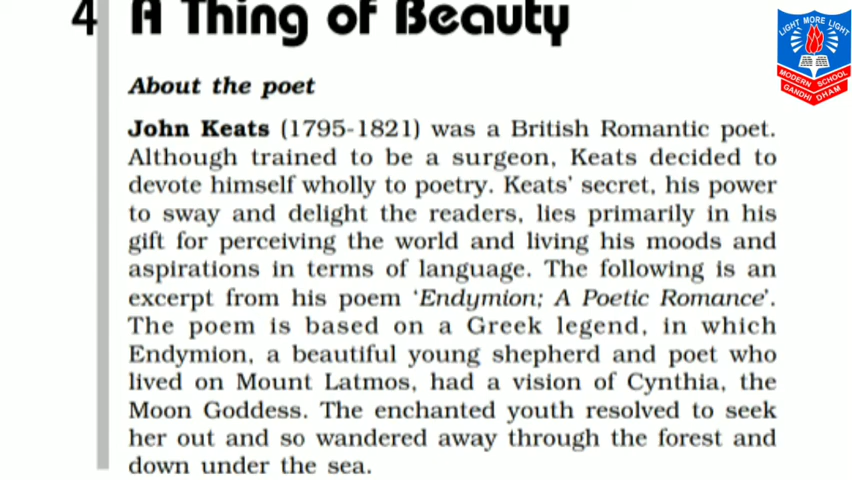 4 A Thing of Beauty
LIGHT MORE LIGHT
MODERN SCHOOL
GANDHI DHAM
About the poet
John Keats (1795-1821) was a British Romantic poet.
Although trained to be a surgeon, Keats decided to
devote himself wholly to poetry. Keats' secret, his power
to sway and delight the readers, lies primarily in his
gift for perceiving the world and living his moods and
aspirations in terms of language. The following is an
excerpt from his poem 'Endymion; A Poetic Romance'.
The poem is based on a Greek legend, in which
Endymion, a beautiful young shepherd and poet who
lived on Mount Latmos, had a vision of Cynthia, the
Moon Goddess. The enchanted youth resolved to seek
her out and so wandered away through the forest and
down under the sea.